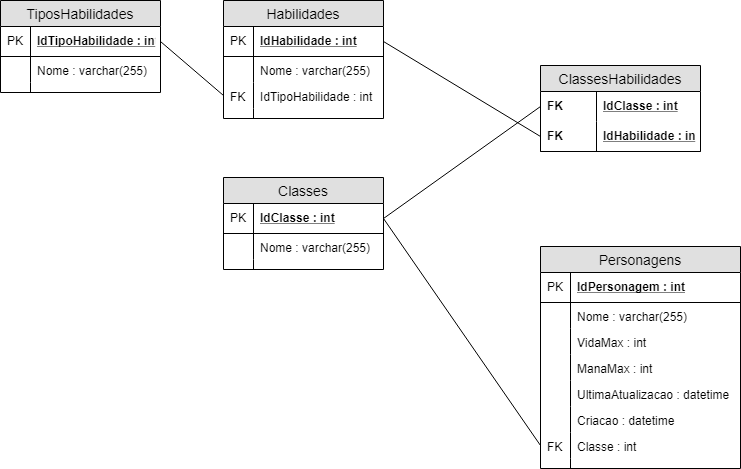 TiposHabilidades
PK IdTipoHabilidade : in
Nome : varchar(255)
Habilidades
PK IdHabilidade : int
Nome : varchar(255)
FK IdTipoHabilidade : int
ClassesHabilidades
FK IdClasse : int
FK IdHabilidade : in
Classes
PK IdClasse : int
Nome : varchar(255)
Personagens
PK IdPersonagem : int
Nome : varchar(255)
VidaMax : int
ManaMax : int
UltimaAtualizacao : datetime
Criacao : datetime
FK Classe : int